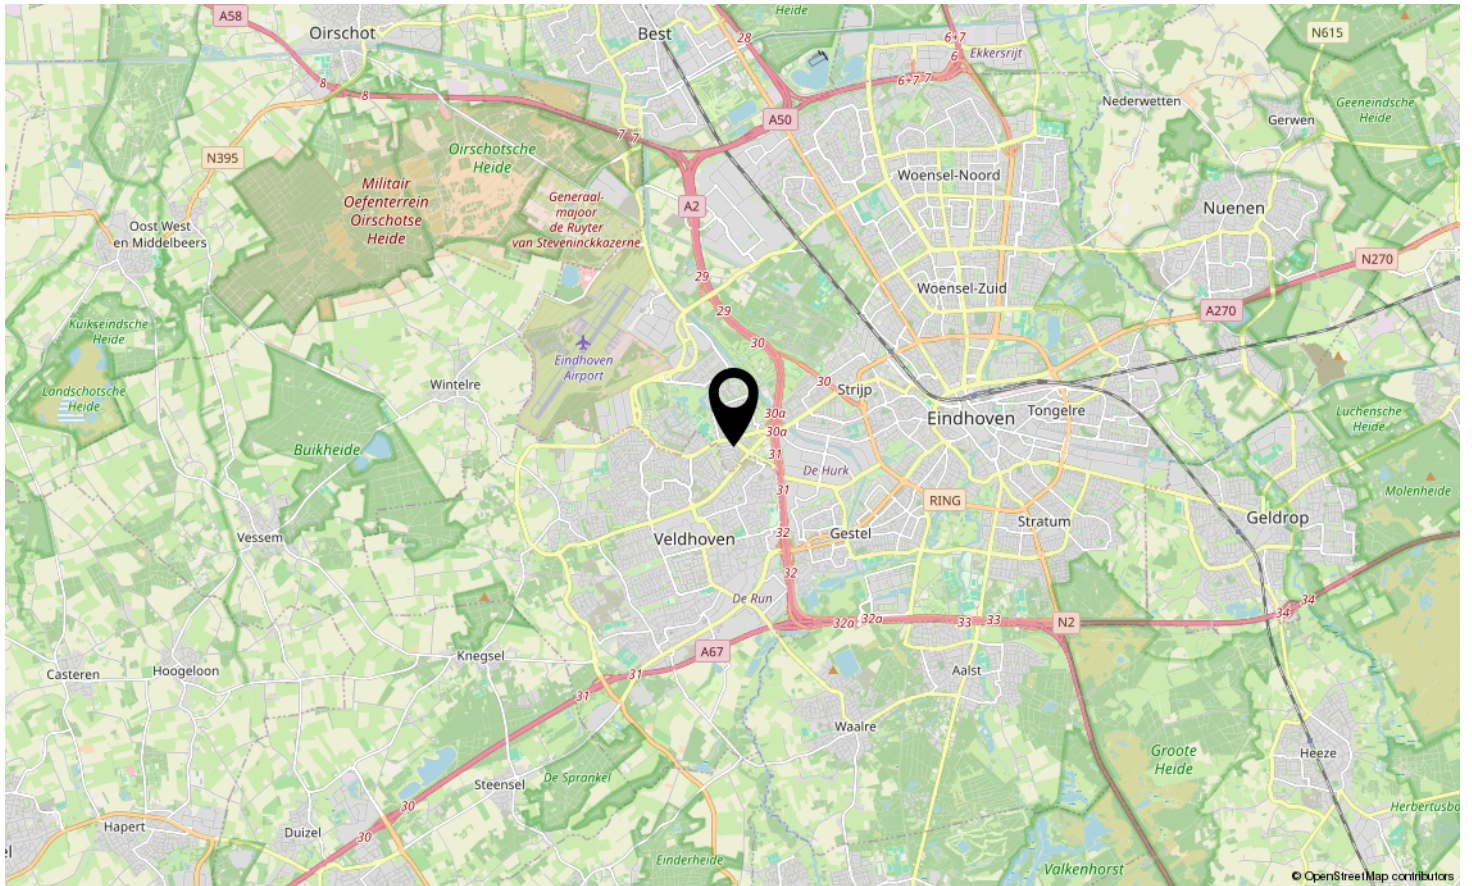 A58
Oirschot
Best
28
Heide
6+7
6
Ekkersrijt
N615
8
8
6+7
7
Nederwetten
Geeneindsche
Heide
A50
Gerwen
7
7
N395
Oirschotsche
Heide
Woensel-Noord
Militair
Oefenterrein
Oirschotse
Heide
Generaal-
majoor
de Ruyter
van Steveninckkazerne
A2
Nuenen
Oost West
en Middelbeers
N270
29
Woensel-Zuid
29
A270
Kuikseindsche
Heide
30
Eindhoven
Airport
Wintelre
30
Strijp
Landschotsche
Heide
30a
Eindhoven
Tongelre
Luchensche
Heide
30a
Buikheide
31
De Hurk
31
Molenheide
RING
Geldrop
Stratum
Vessem
Veldhoven
32
Gestel
32
De Run
34
34
32a
32a
33
33
N2
A67
Knegsel
Casteren
Hoogeloon
31
31
Aalst
Waalre
Groote
Heide
Heeze
Steensel
De Sprankel
30
Herbertusbo
Hapert
Duizel
30
el
Einderheide
Valkenhorst
© OpenStreetMap contributors